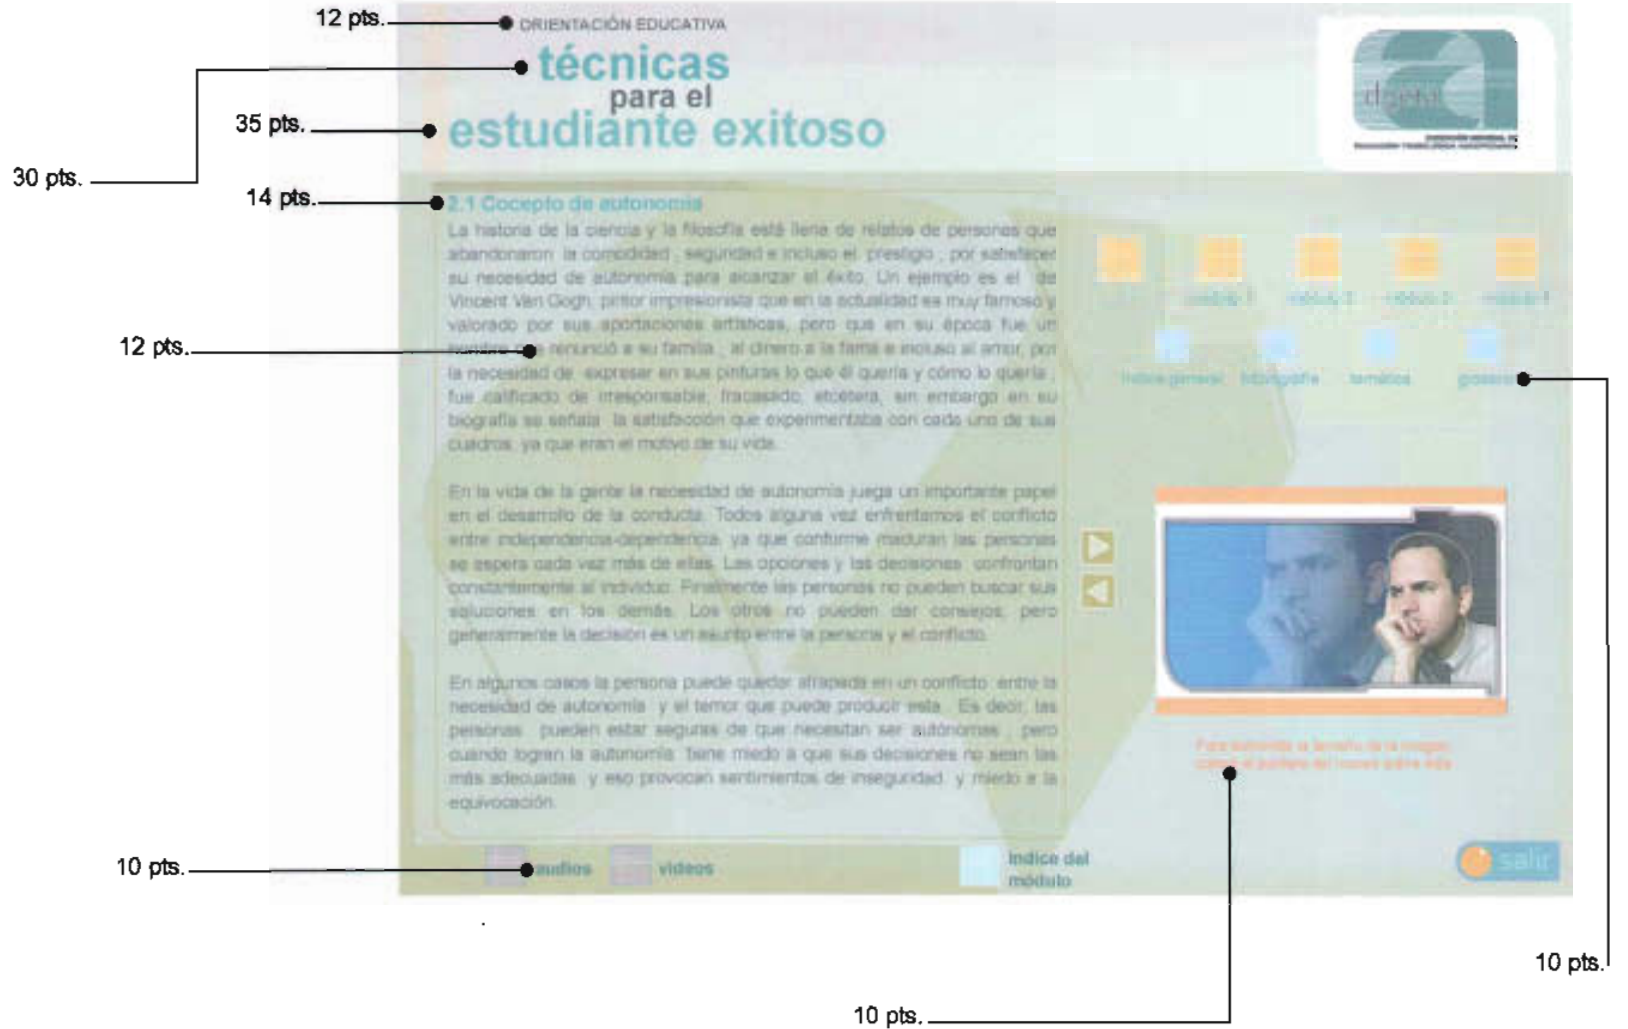 12 pts.
ORIENTACIÓN EDUCATIVA
técnicas
para el
35 pts.
estudiante exitoso
30 pts.
14 pts.
2.1 Cocepto de autonomía
La historia de la ciencia y la filosofía está llena de relatos de personas que
abandonaron la comodidad , seguridad e incluso el prestigio , por satisfacer
su necesidad de autonomía para alcanzar el éxito. Un ejemplo es el de
Vincent Van Gogh, pintor impresionista que en la actualidad es muy famoso y
valorado por sus aportaciones artísticas, pero que en su época fue un
12 pts.
hombre que renunció a su familia , al dinero a la fama e incluso al amor, por
la necesidad de expresar en sus pinturas lo que él quería y cómo lo quería ,
fue calificado de irresponsable, fracasado, etcétera, sin embargo en su
biografía se señala la satisfacción que experimentaba con cada uno de sus
cuadros, ya que eran el motivo de su vida.
En la vida de la gente la necesidad de autonomía juega un importante papel
en el desarrollo de la conducta. Todos alguna vez enfrentamos el conflicto
entre independencia-dependencia, ya que conforme maduran las personas
se espera cada vez más de ellas. Las opciones y las decisiones confrontan
constantemente al individuo. Finalmente las personas no pueden buscar sus
soluciones en los demás. Los otros no pueden dar consejos, pero
generalmente la decisión es un asunto entre la persona y el conflicto.
En algunos casos la persona puede quedar atrapada en un conflicto entre la
necesidad de autonomía y el temor que puede producir esta . Es decir, las
personas pueden estar seguras de que necesitan ser autónomas , pero
cuando logran la autonomía tiene miedo a que sus decisiones no sean las
más adecuadas y eso provocan sentimientos de inseguridad y miedo a la
equivocación.
módulo 1 módulo 2 módulo 3 módulo 4
índice general bibliografía temático glosario
10 pts.
audios
videos
índice del
módulo
salir
10 pts.
10 pts.